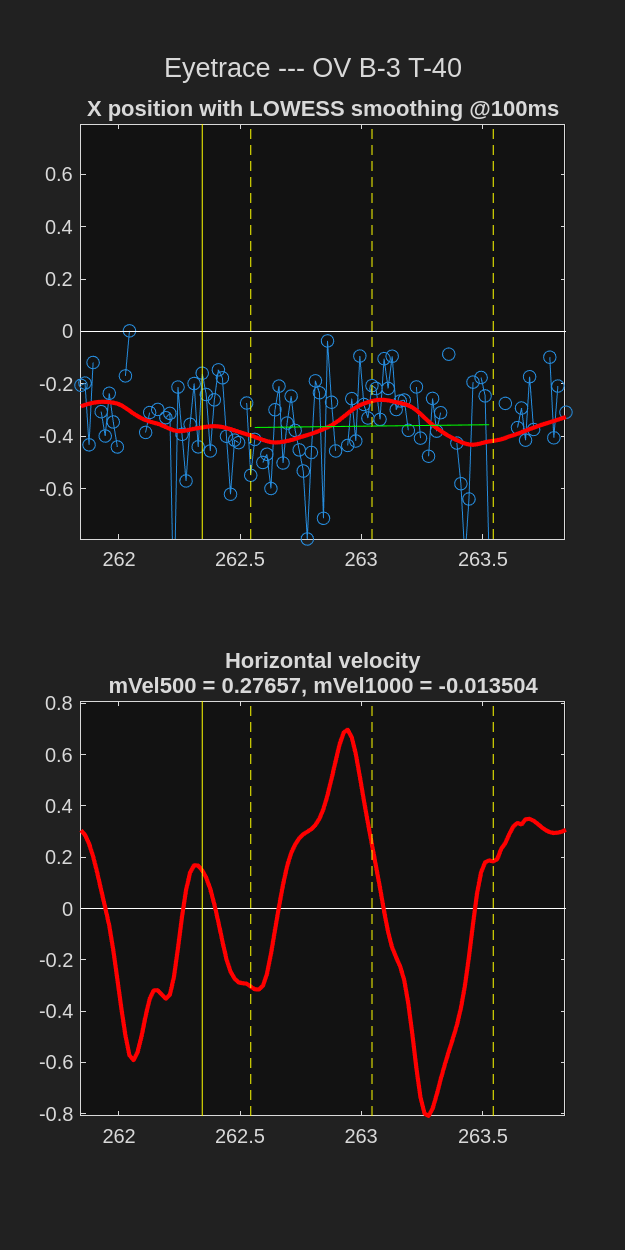 Eyetrace --- OV B-3 T-40
X position with LOWESS smoothing @100ms
0.6
0.4
0.2
0
-0.2
-0.4
-0.6
262 262.5 263 263.5
Horizontal velocity
mVel500 = 0.27657, mVel1000 = -0.013504
0.8
0.6
0.4
0.2
0
-0.2
-0.4
-0.6
-0.8
262 262.5 263 263.5